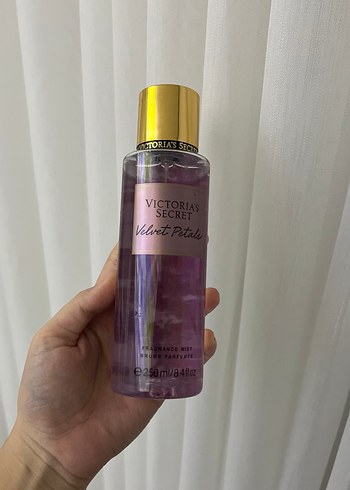 VICTORIA'S SECRET
VICTORIA'S
SECRET
Velvet Petals
FRAGRANCE MIST
BRUME PARFUMÉE
℮250 ml/8.4 fl oz